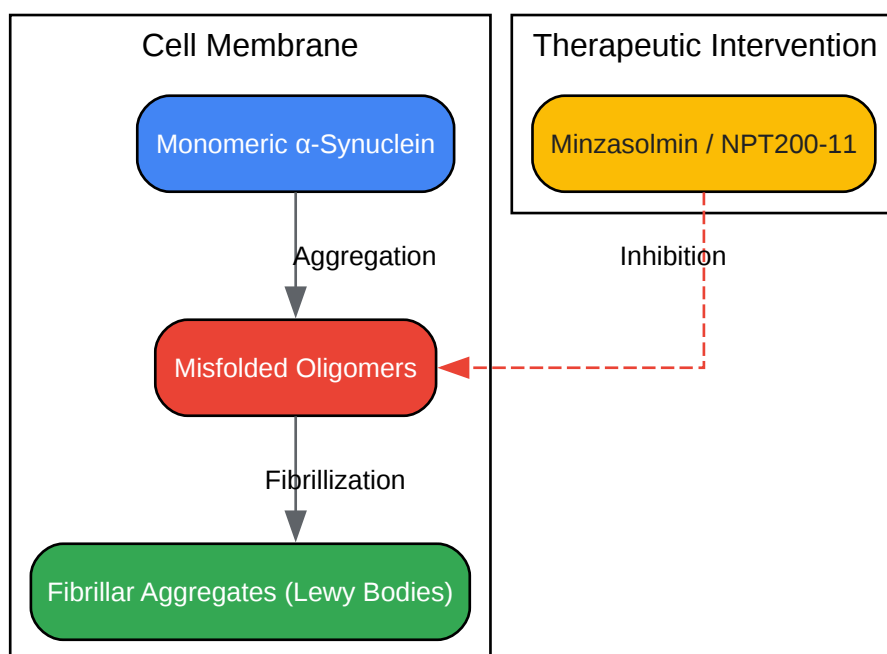 Cell Membrane
Therapeutic Intervention
Monomeric α-Synuclein
Minzasolmin / NPT200-11
Aggregation
Inhibition
Misfolded Oligomers
Fibrillization
Fibrillar Aggregates (Lewy Bodies)